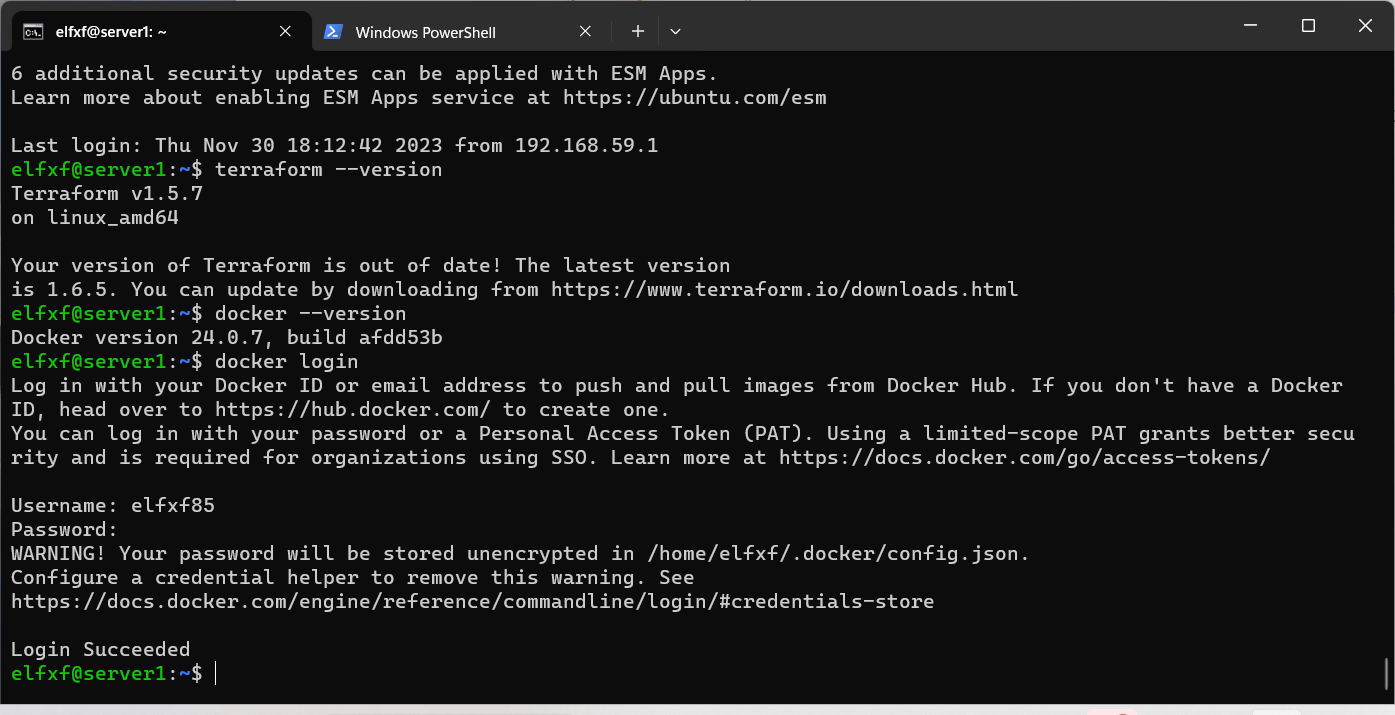 elfxf@server1: ~
Windows PowerShell
6 additional security updates can be applied with ESM Apps.
Learn more about enabling ESM Apps service at https://ubuntu.com/esm
Last login: Thu Nov 30 18:12:42 2023 from 192.168.59.1
elfxf@server1:~$ terraform --version
Terraform v1.5.7
on linux_amd64
Your version of Terraform is out of date! The latest version
is 1.6.5. You can update by downloading from https://www.terraform.io/downloads.html
elfxf@server1:~$ docker --version
Docker version 24.0.7, build afdd53b
elfxf@server1:~$ docker login
Log in with your Docker ID or email address to push and pull images from Docker Hub. If you don't have a Docker
ID, head over to https://hub.docker.com/ to create one.
You can log in with your password or a Personal Access Token (PAT). Using a limited-scope PAT grants better secu
rity and is required for organizations using SSO. Learn more at https://docs.docker.com/go/access-tokens/
Username: elfxf85
Password:
WARNING! Your password will be stored unencrypted in /home/elfxf/.docker/config.json.
Configure a credential helper to remove this warning. See
https://docs.docker.com/engine/reference/commandline/login/#credentials-store
Login Succeeded
elfxf@server1:~$